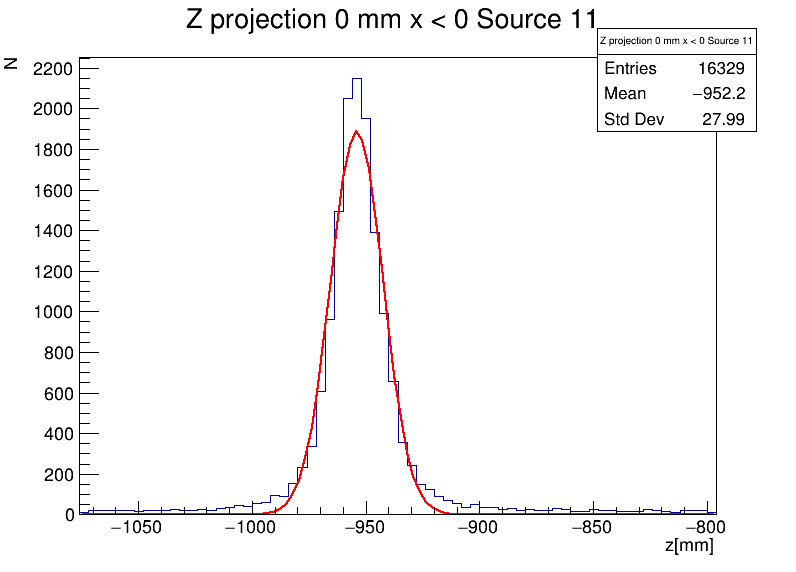 Z projection 0 mm x < 0 Source 11
Z projection 0 mm x < 0 Source 11
Entries 16329
Mean −952.2
Std Dev 27.99
N
2200
2000
1800
1600
1400
1200
1000
800
600
400
200
0
−1050 −1000 −950 −900 −850 −800
z[mm]